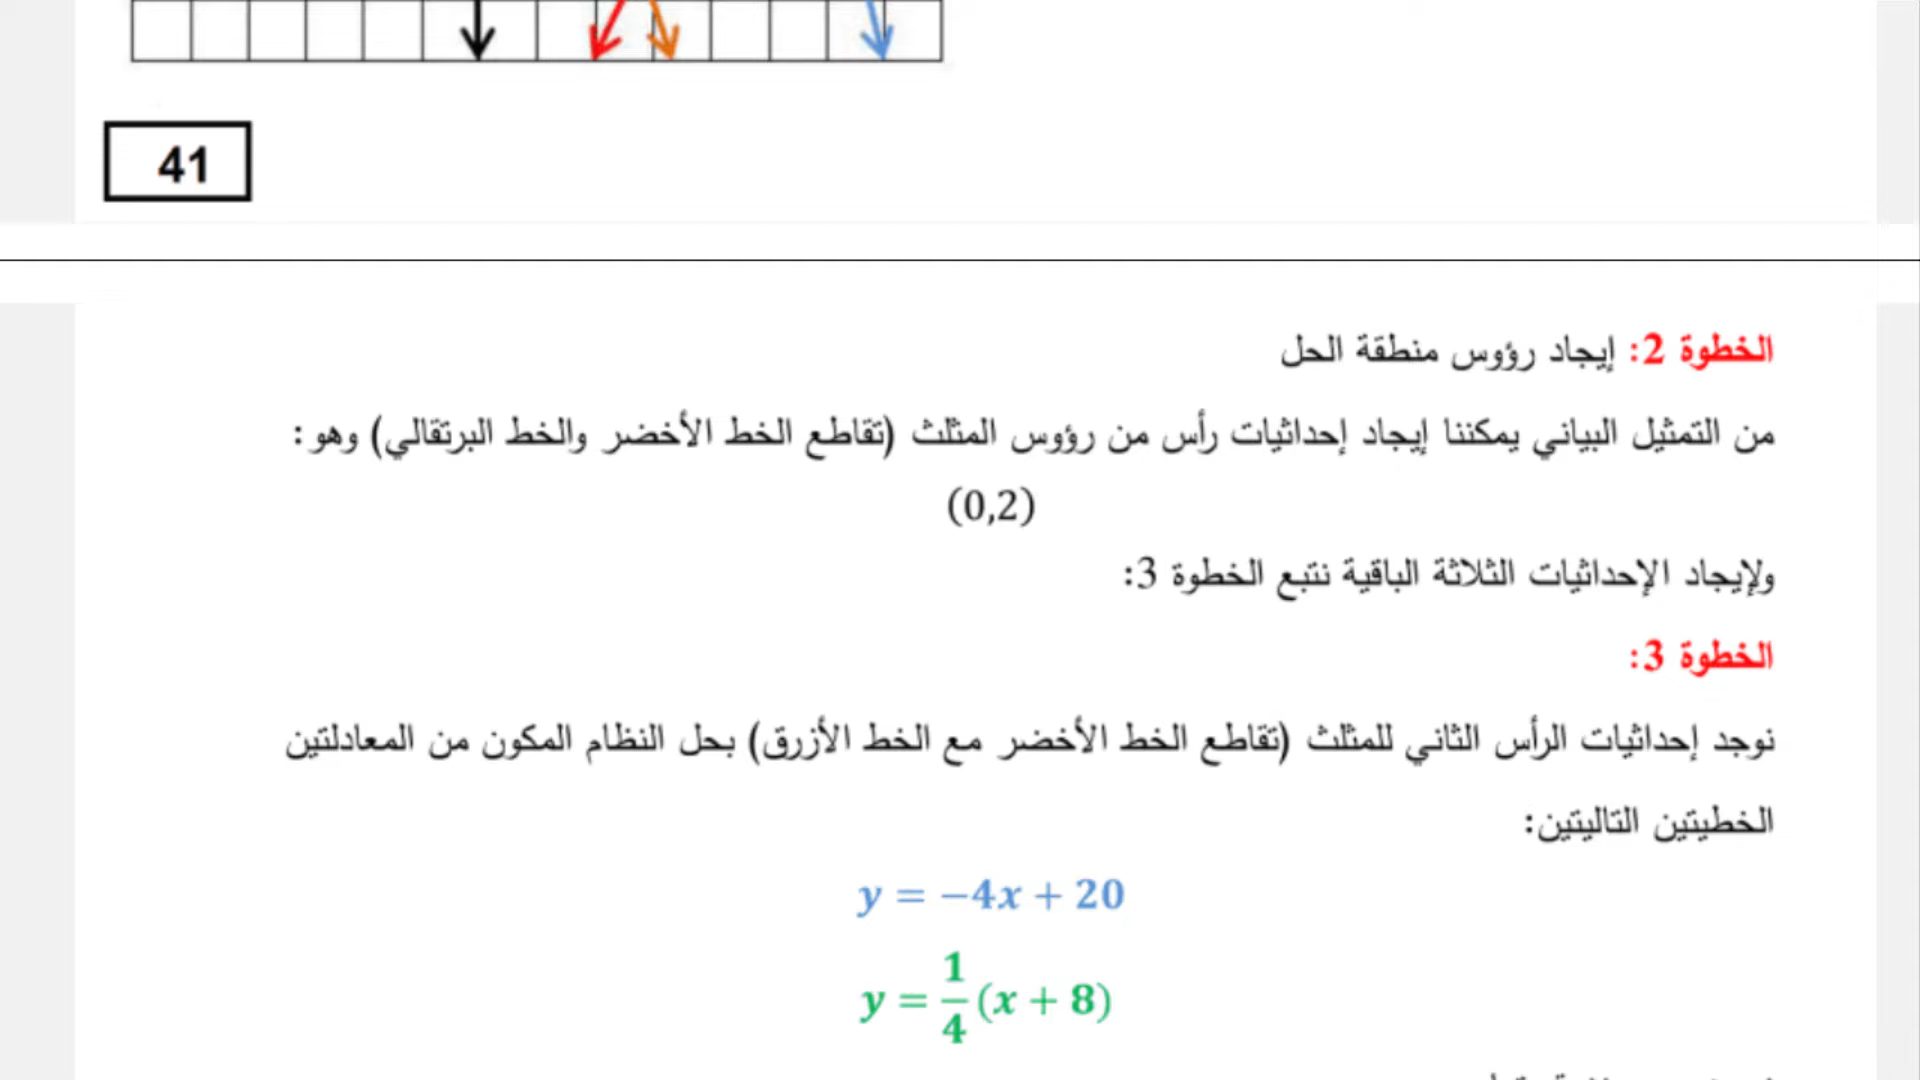 41
الخطوة 2: إيجاد رؤوس منطقة الحل
من التمثيل البياني يمكننا إيجاد إحداثيات رأس من رؤوس المثلث (تقاطع الخط الأخضر والخط البرتقالي) وهو:
(0,2)
ولإيجاد الإحداثيات الثلاثة الباقية نتبع الخطوة 3:
الخطوة 3:
نوجد إحداثيات الرأس الثاني للمثلث (تقاطع الخط الأخضر مع الخط الأزرق) بحل النظام المكون من المعادلتين
الخطيتين التاليتين:
y = −4x + 20
y = 1/4 (x + 8)